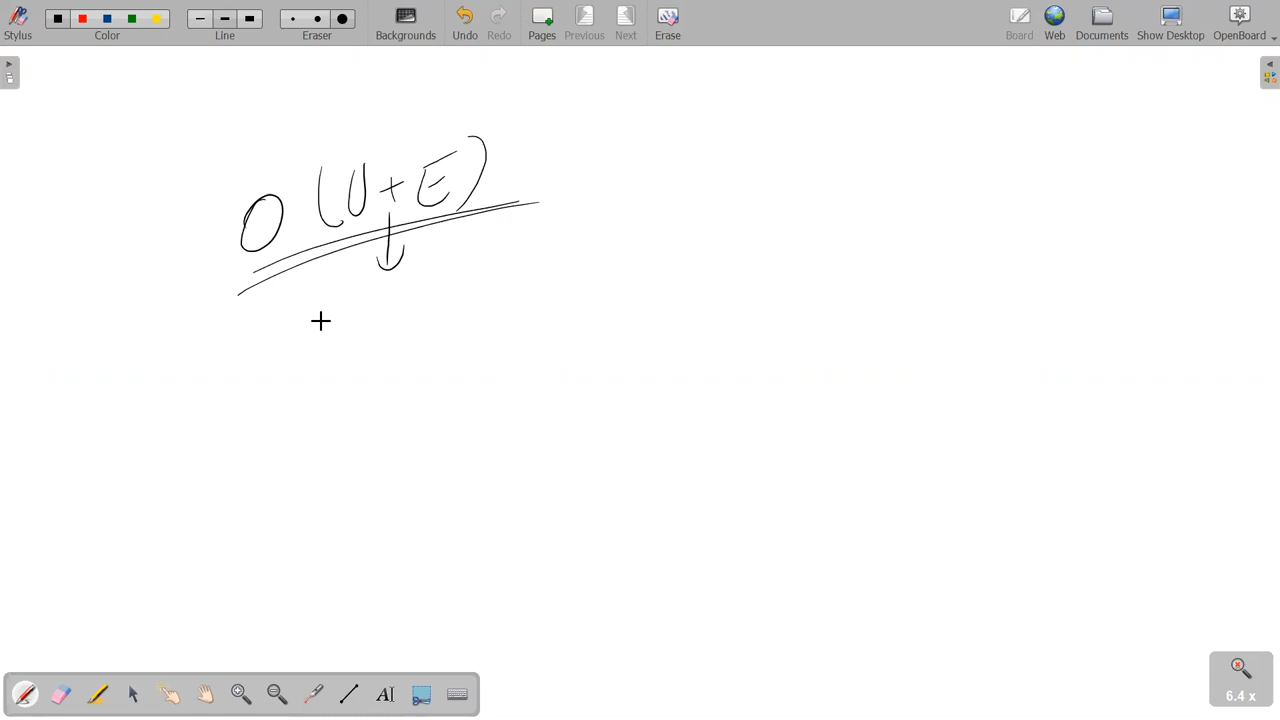 Stylus Color Line Eraser Backgrounds Undo Redo Pages Previous Next Erase Board Web Documents Show Desktop OpenBoard
O (V+E)
6.4 x